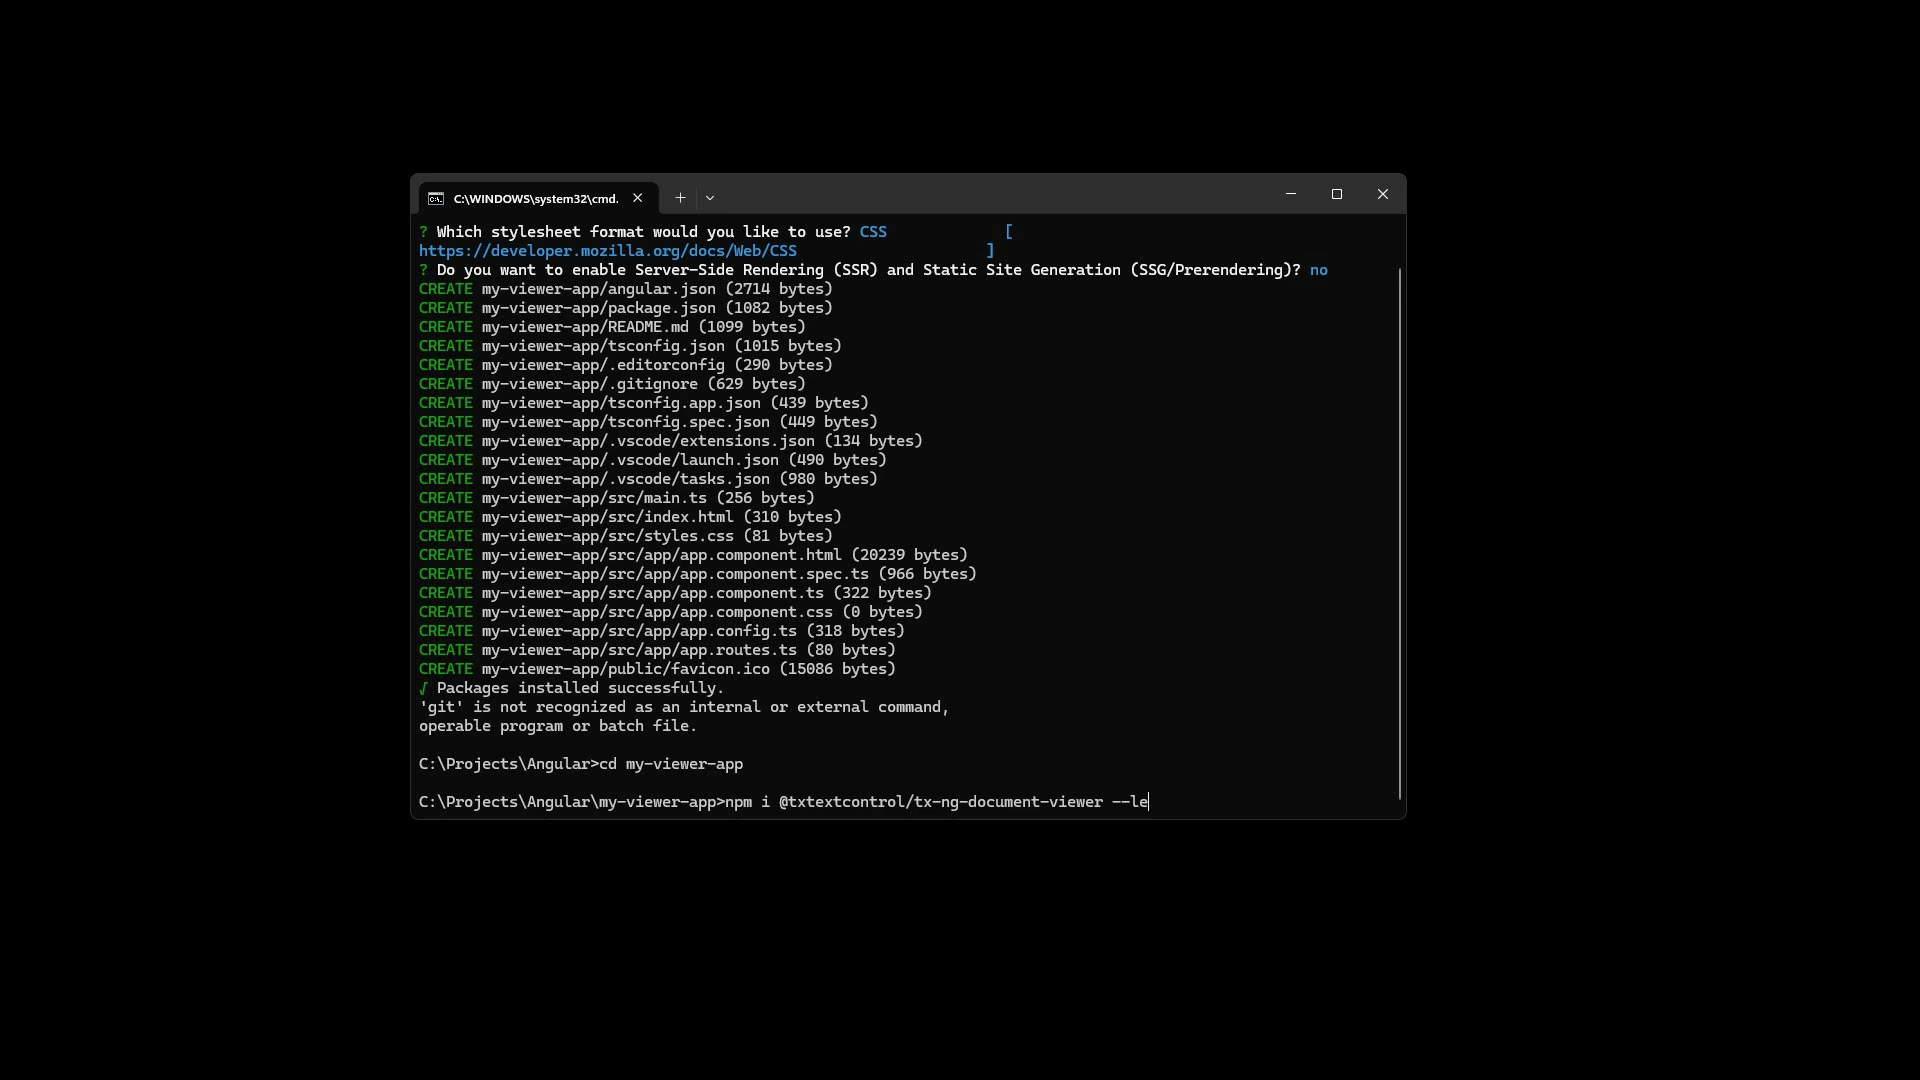 C:\WINDOWS\system32\cmd.
? Which stylesheet format would you like to use? CSS             [
https://developer.mozilla.org/docs/Web/CSS                     ]
? Do you want to enable Server-Side Rendering (SSR) and Static Site Generation (SSG/Prerendering)? no
CREATE my-viewer-app/angular.json (2714 bytes)
CREATE my-viewer-app/package.json (1082 bytes)
CREATE my-viewer-app/README.md (1099 bytes)
CREATE my-viewer-app/tsconfig.json (1015 bytes)
CREATE my-viewer-app/.editorconfig (290 bytes)
CREATE my-viewer-app/.gitignore (629 bytes)
CREATE my-viewer-app/tsconfig.app.json (439 bytes)
CREATE my-viewer-app/tsconfig.spec.json (449 bytes)
CREATE my-viewer-app/.vscode/extensions.json (134 bytes)
CREATE my-viewer-app/.vscode/launch.json (490 bytes)
CREATE my-viewer-app/.vscode/tasks.json (980 bytes)
CREATE my-viewer-app/src/main.ts (256 bytes)
CREATE my-viewer-app/src/index.html (310 bytes)
CREATE my-viewer-app/src/styles.css (81 bytes)
CREATE my-viewer-app/src/app/app.component.html (20239 bytes)
CREATE my-viewer-app/src/app/app.component.spec.ts (966 bytes)
CREATE my-viewer-app/src/app/app.component.ts (322 bytes)
CREATE my-viewer-app/src/app/app.component.css (0 bytes)
CREATE my-viewer-app/src/app/app.config.ts (318 bytes)
CREATE my-viewer-app/src/app/app.routes.ts (80 bytes)
CREATE my-viewer-app/public/favicon.ico (15086 bytes)
√ Packages installed successfully.
'git' is not recognized as an internal or external command,
operable program or batch file.
C:\Projects\Angular>cd my-viewer-app
C:\Projects\Angular\my-viewer-app>npm i @txtextcontrol/tx-ng-document-viewer --le